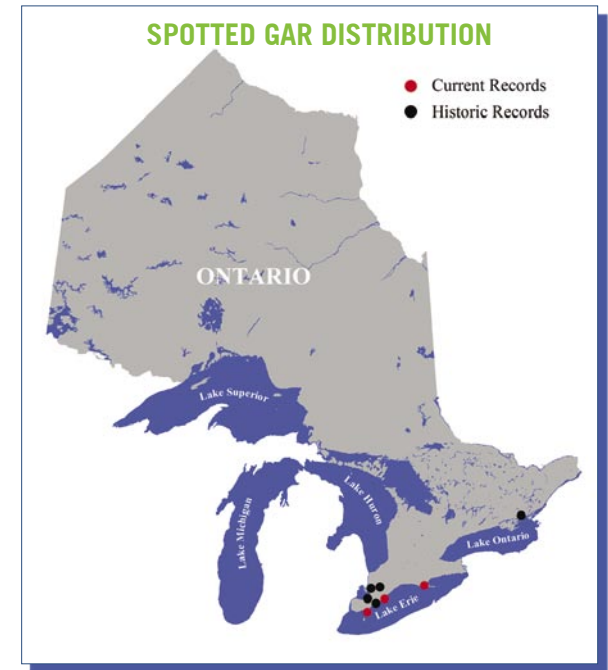 SPOTTED GAR DISTRIBUTION
Current Records
Historic Records
ONTARIO
Lake Superior
Lake Michigan
Lake Huron
Lake Ontario
Lake Erie